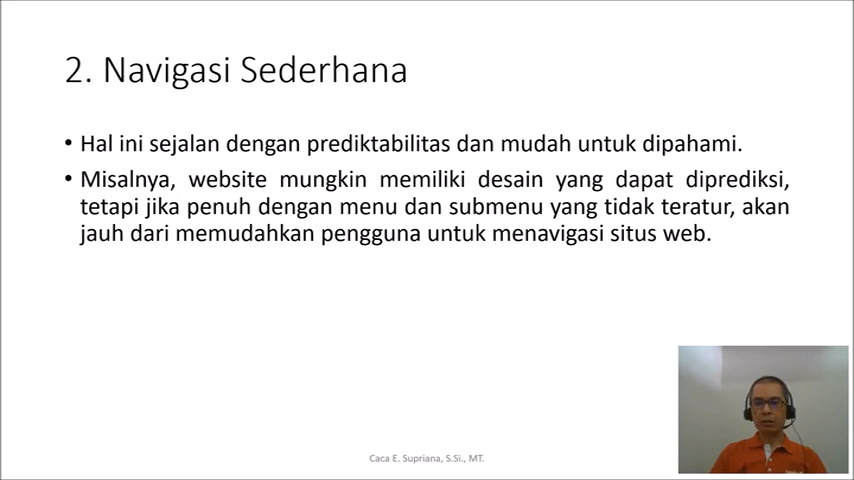 2. Navigasi Sederhana
• Hal ini sejalan dengan prediktabilitas dan mudah untuk dipahami.
• Misalnya, website mungkin memiliki desain yang dapat diprediksi,
tetapi jika penuh dengan menu dan submenu yang tidak teratur, akan
jauh dari memudahkan pengguna untuk menavigasi situs web.
Caca E. Supriana, S.Si., MT.